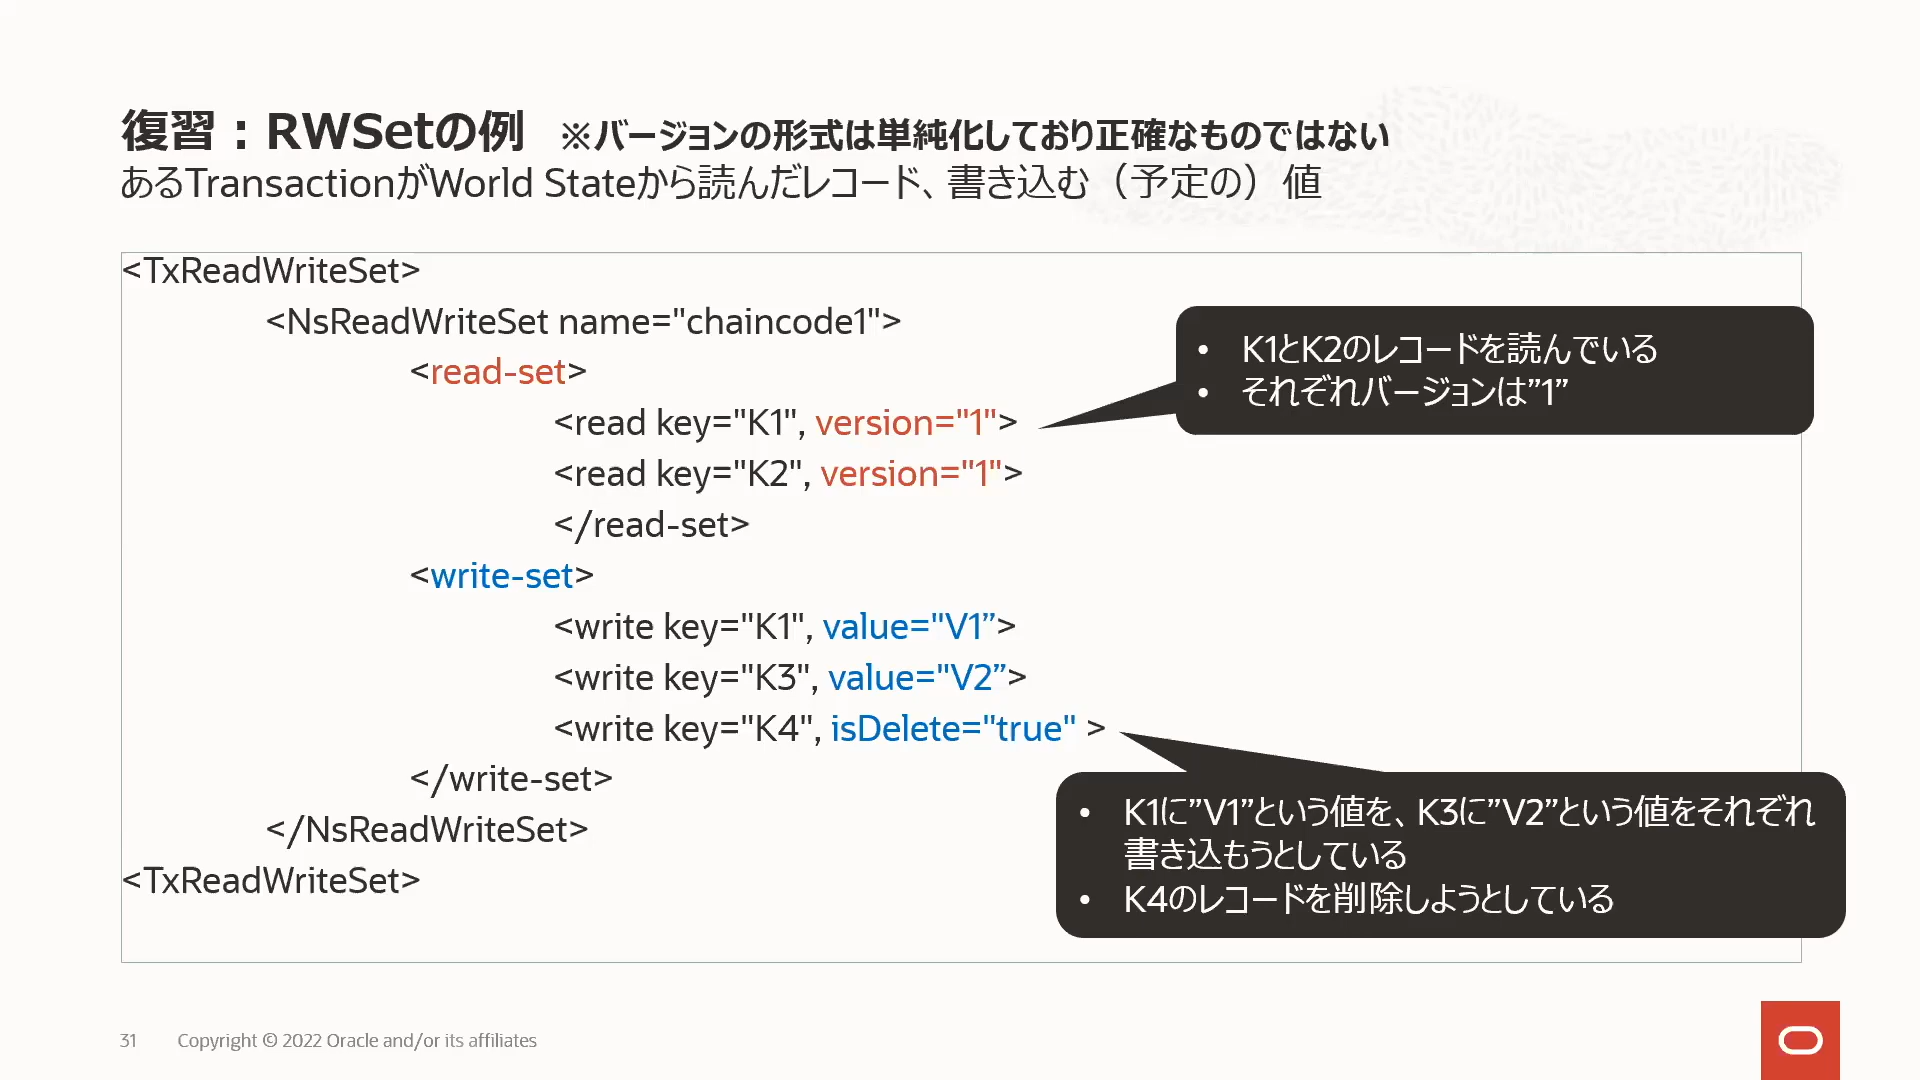 復習：RWSetの例　※バージョンの形式は単純化しており正確なものではない
あるTransactionがWorld Stateから読んだレコード、書き込む（予定の）値
<TxReadWriteSet>
<NsReadWriteSet name="chaincode1">
<read-set>
<read key="K1", version="1">
<read key="K2", version="1">
</read-set>
<write-set>
<write key="K1", value="V1”>
<write key="K3", value="V2”>
<write key="K4", isDelete="true" >
</write-set>
</NsReadWriteSet>
<TxReadWriteSet>
• K1とK2のレコードを読んでいる
• それぞれバージョンは”1”
• K1に”V1”という値を、K3に”V2”という値をそれぞれ
書き込もうとしている
• K4のレコードを削除しようとしている
31 Copyright © 2022 Oracle and/or its affiliates